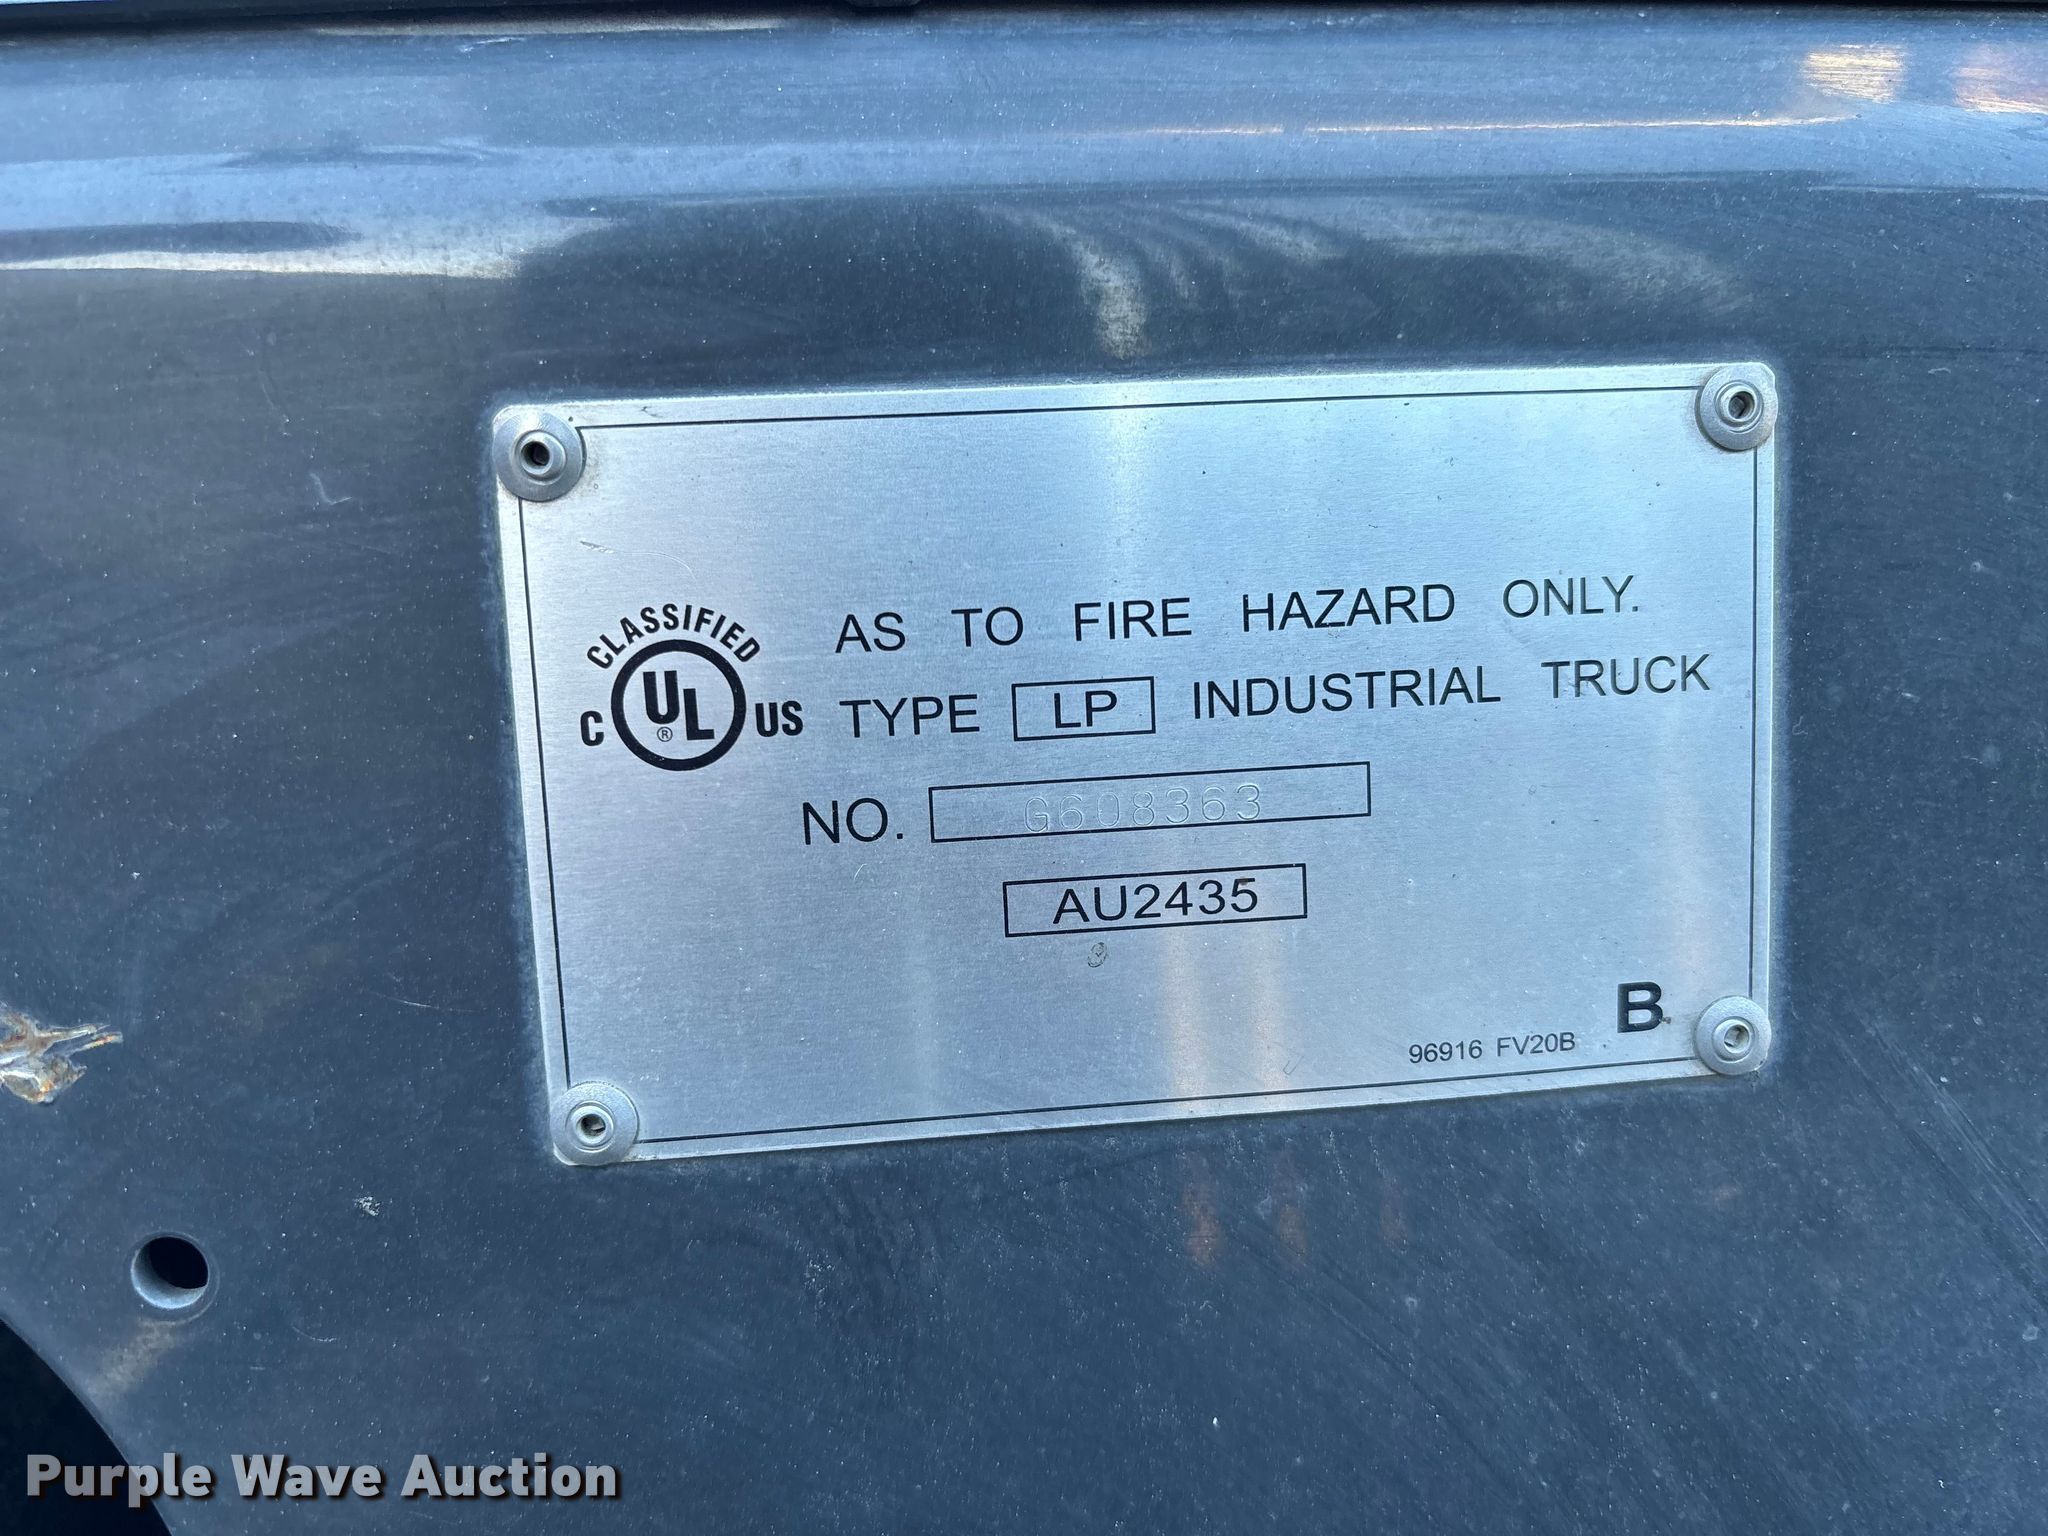 CLASSIFIED
C UL ® US
AS TO FIRE HAZARD ONLY.
TYPE LP INDUSTRIAL TRUCK
NO. G608363
AU2435
96916 FV20B B
Purple Wave Auction